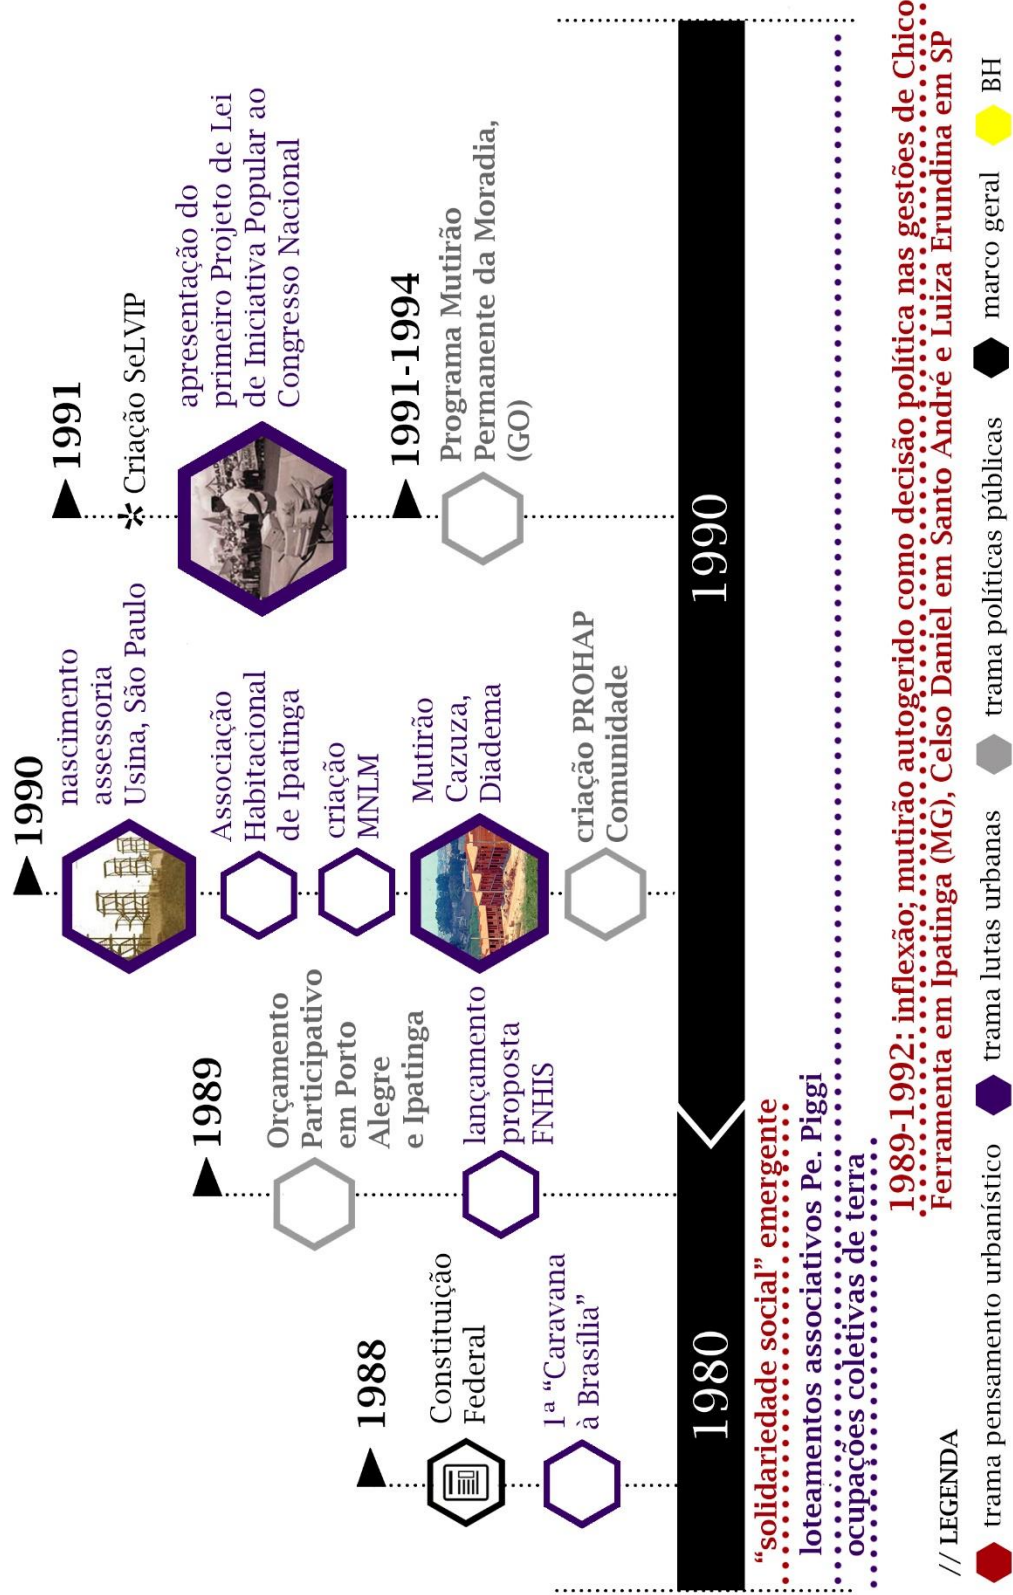 1988
Constituição
Federal
1ª “Caravana
à Brasília”
1989
Orçamento
Participativo
em Porto
Alegre
e Ipatinga
lançamento
proposta
FNHIS
1990
nascimento
assessoria
Usina, São Paulo
Associação
Habitacional
de Ipatinga
criação
MNLM
Mutirão
Cazuza,
Diadema
criação PROHAP
Comunidade
1991
* Criação SeLVIP
apresentação do
primeiro Projeto de Lei
de Iniciativa Popular ao
Congresso Nacional
1991-1994
Programa Mutirão
Permanente da Moradia,
(GO)
1980
1990
“solidariedade social” emergente
loteamentos associativos Pe. Piggi
ocupações coletivas de terra
1989-1992: inflexão; mutirão autogerido como decisão política nas gestões de Chico
Ferramenta em Ipatinga (MG), Celso Daniel em Santo André e Luiza Erundina em SP
// LEGENDA
trama pensamento urbanístico
trama lutas urbanas
trama políticas públicas
marco geral
BH